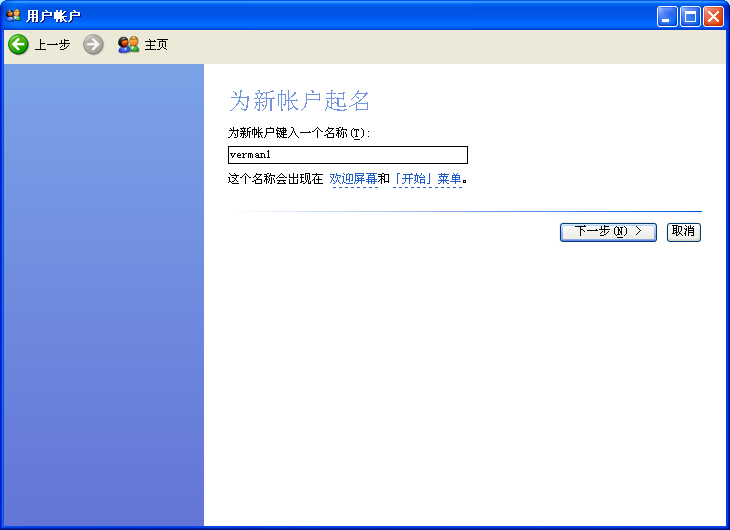 用户帐户
上一步 主页
为新帐户起名
为新帐户键入一个名称(T):
verman1
这个名称会出现在 欢迎屏幕和「开始」菜单。
下一步(N) > 取消